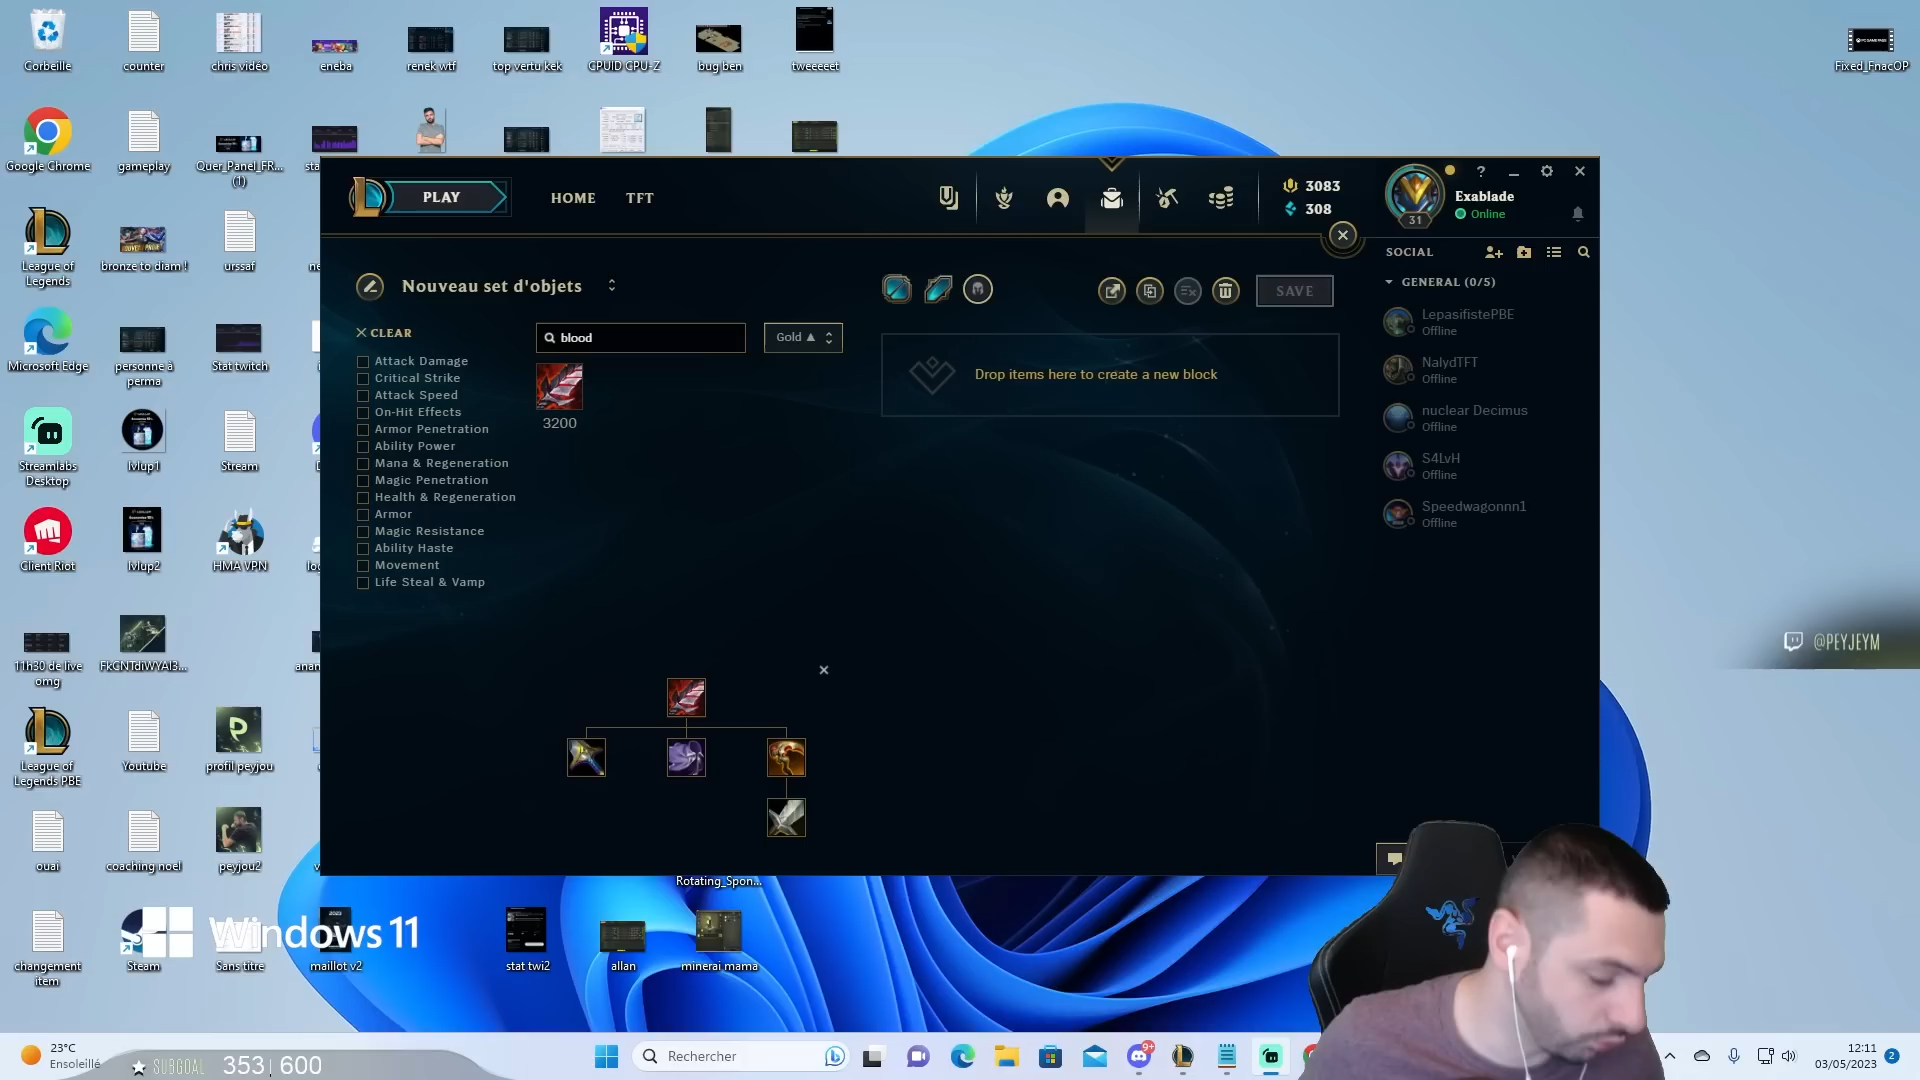 Corbeille
counter
chris vidéo
eneba
renek wtf
top vertu kek
CPUID CPU-Z
bug ben
tweeeeet
Fixed_FnacOP
Google Chrome
gameplay
Quer_Panel_FR...
(1)
League of
Legends
bronze to diam !
urssaf
Microsoft Edge
personne à
perma
Stat twitch
Streamlabs
Desktop
lvlup1
Stream
Client Riot
lvlup2
HMA VPN
11h30 de live
omg
FkGNTdiWYAI3...
League of
Legends PBE
Youtube
profil peyjou
ouai
coaching noel
peyjou2
changement
item
Steam
Sans titre
maillot v2
stat twi2
allan
minerai mama
Rotating_Spon...
Windows 11
PLAY
HOME
TFT
3083
308
31
Exablade
Online
Nouveau set d'objets
SAVE
CLEAR
blood
Gold ▲
3200
Attack Damage
Critical Strike
Attack Speed
On-Hit Effects
Armor Penetration
Ability Power
Mana & Regeneration
Magic Penetration
Health & Regeneration
Armor
Magic Resistance
Ability Haste
Movement
Life Steal & Vamp
Drop items here to create a new block
SOCIAL
GENERAL (0/5)
LepasifistePBE
Offline
NalydTFT
Offline
nuclear Decimus
Offline
S4LvH
Offline
Speedwagonnn1
Offline
@PEYJEYM
23°C
Ensoleillé
SUBGOAL
353 | 600
Rechercher
9+
12:11
03/05/2023
2